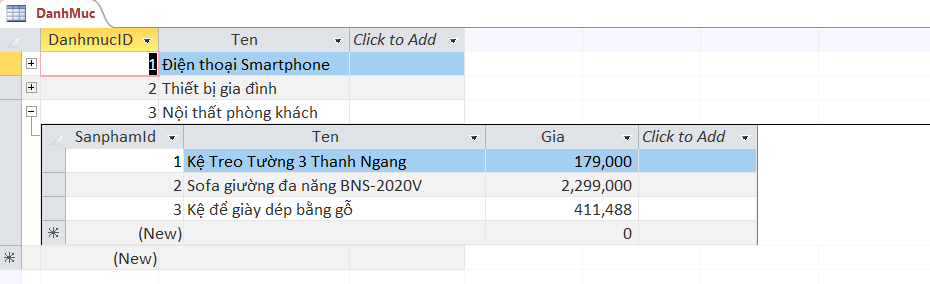 DanhMuc
DanhmucID Ten Click to Add
1 Điện thoại Smartphone
2 Thiết bị gia đình
3 Nội thất phòng khách
SanphamId Ten Gia Click to Add
1 Kệ Treo Tường 3 Thanh Ngang 179,000
2 Sofa giường đa năng BNS-2020V 2,299,000
3 Kệ để giày dép bằng gỗ 411,488
(New) 0
(New)